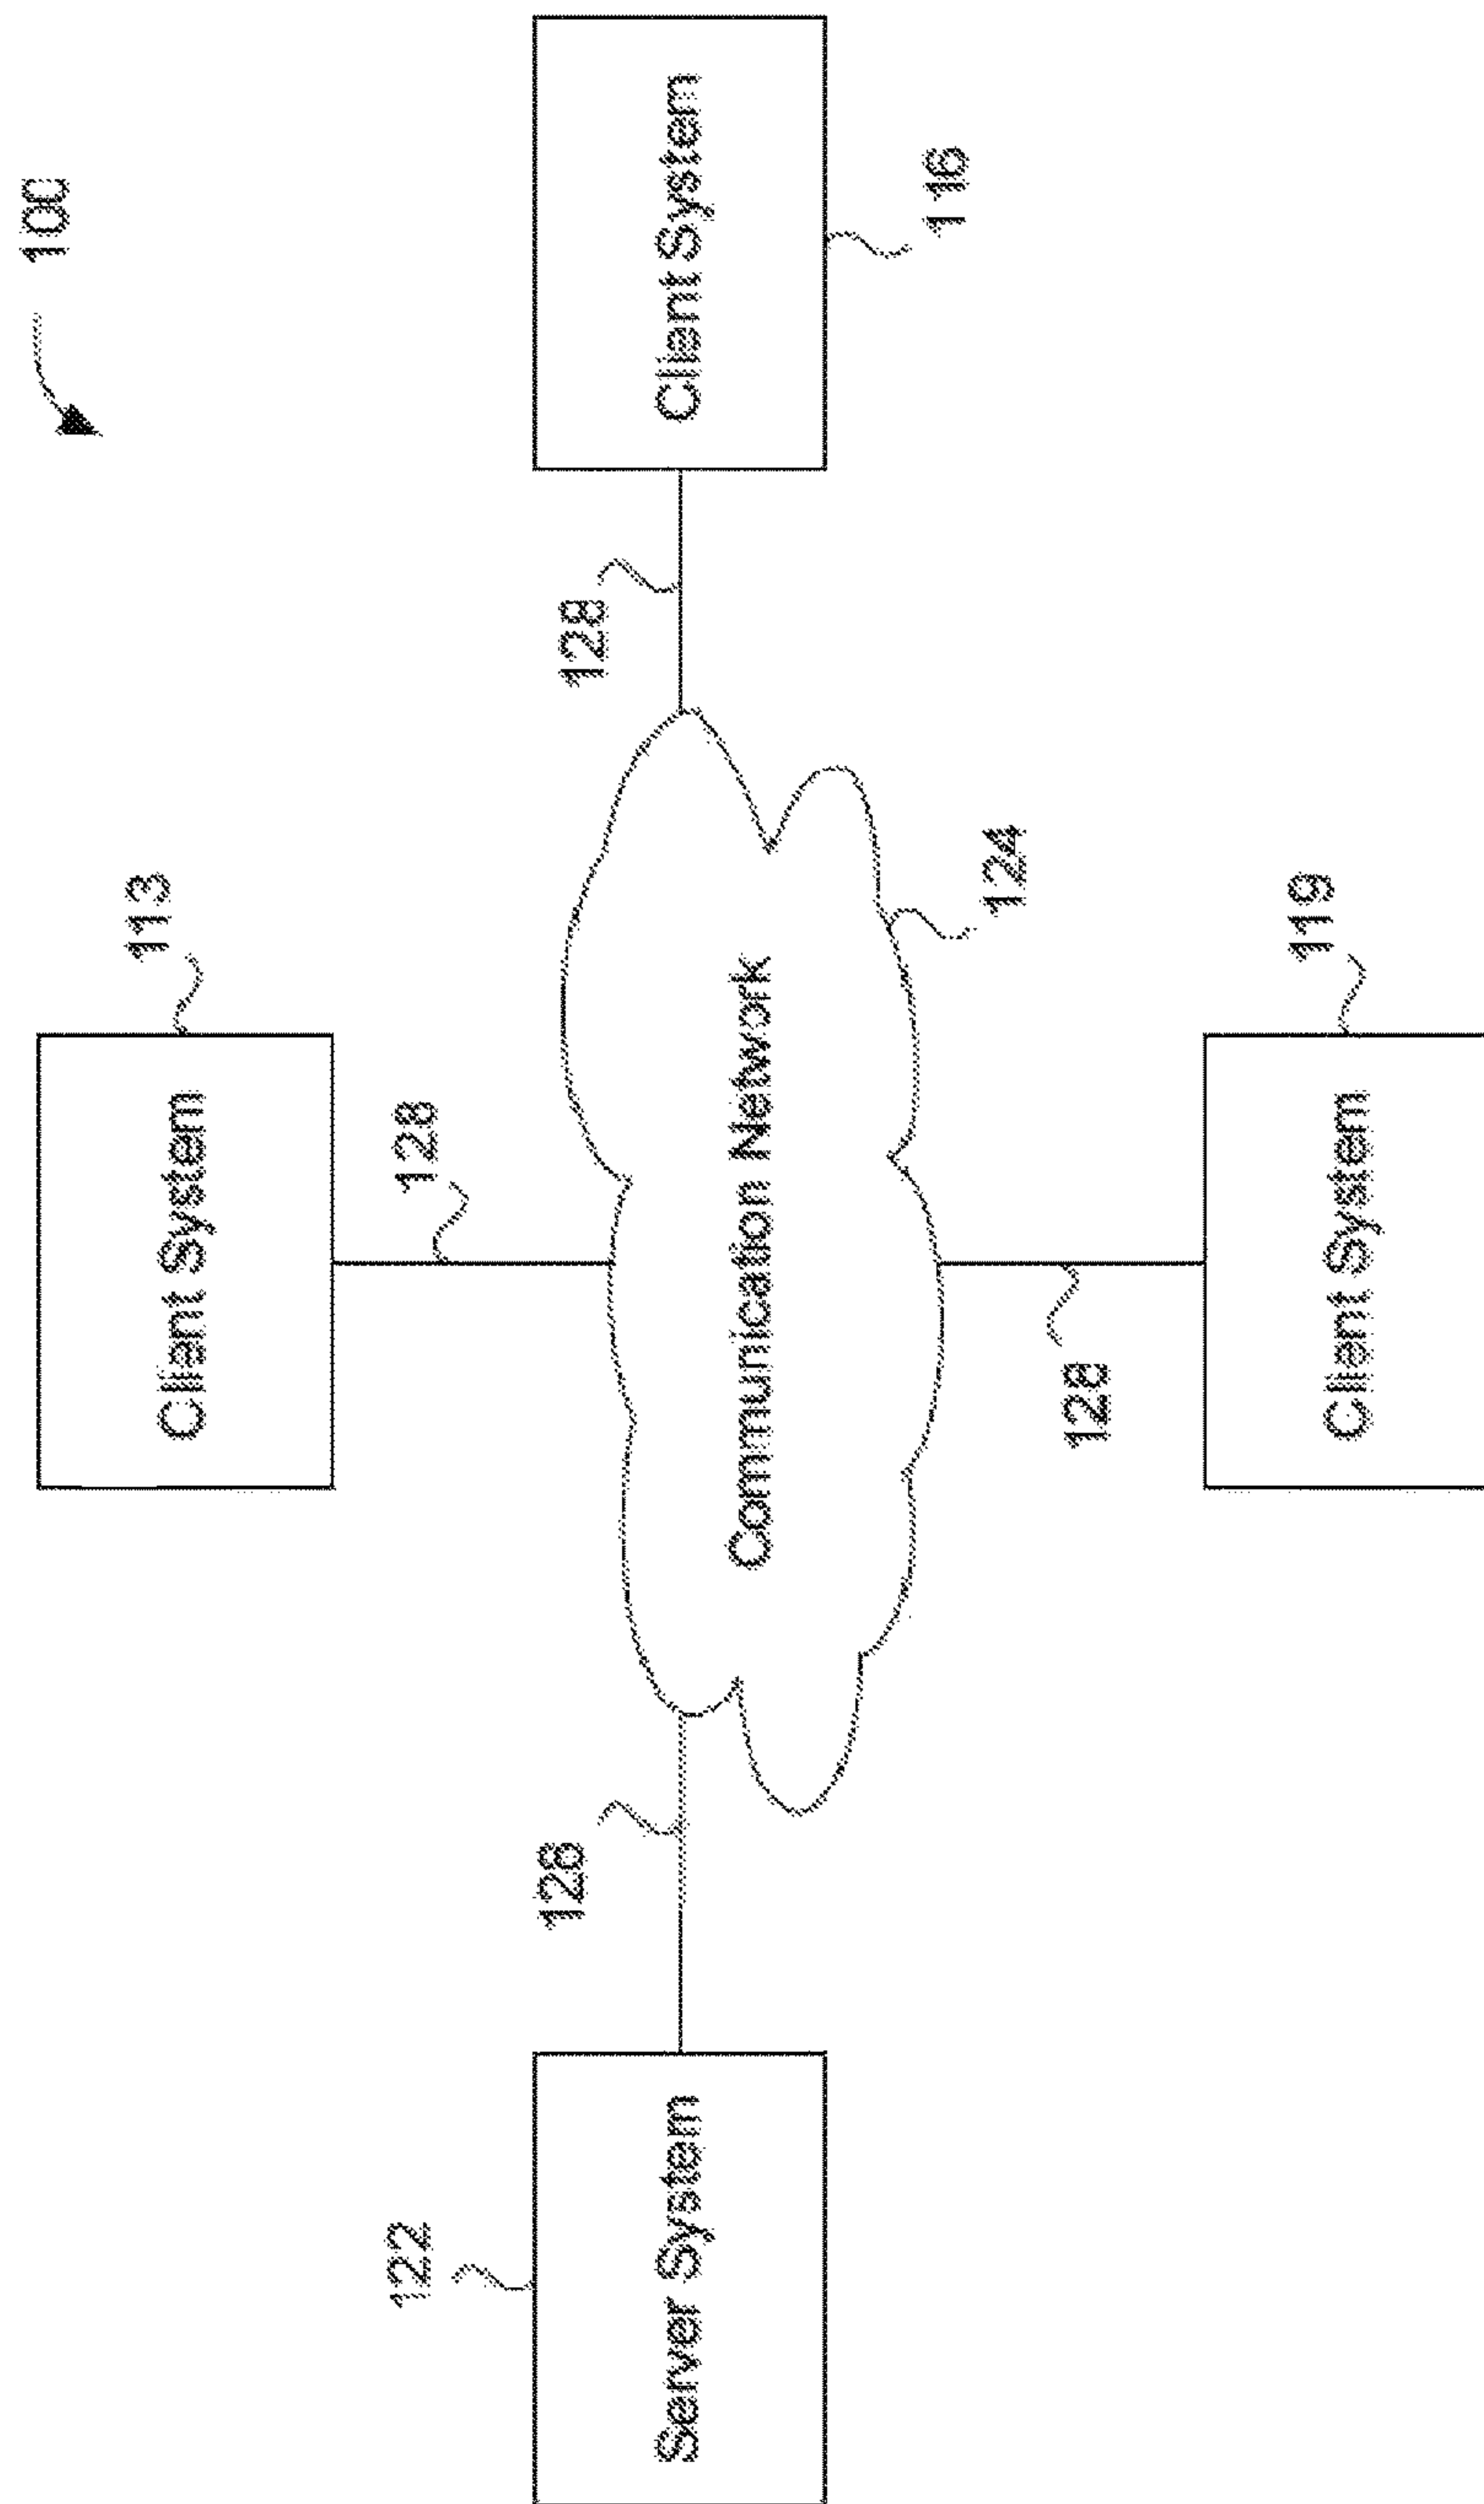 100
Client System
113
128
Server System
122
128
Communication Network
124
128
Client System
116
128
Client System
119